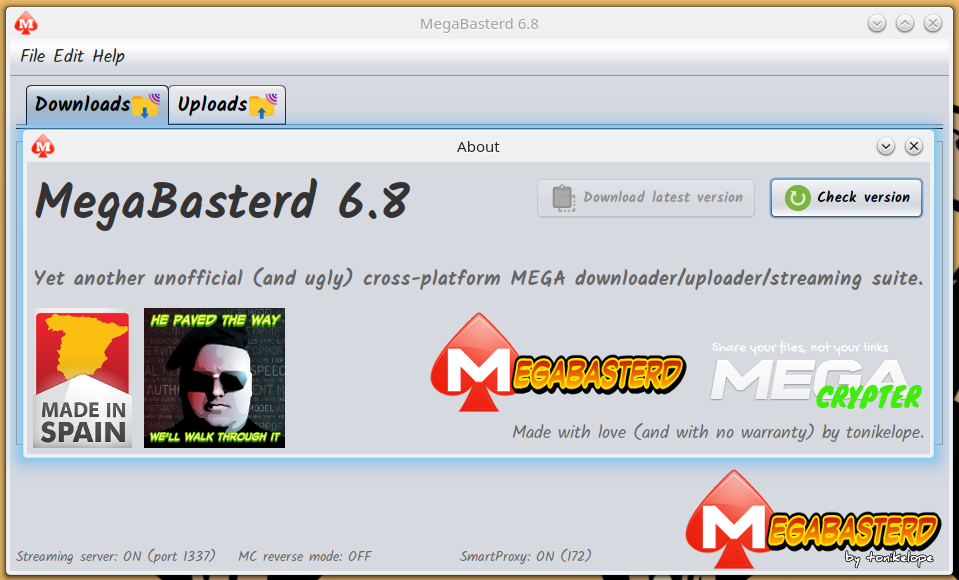 MegaBasterd 6.8
File Edit Help
Downloads Uploads
About
MegaBasterd 6.8
Download latest version Check version
Yet another unofficial (and ugly) cross-platform MEGA downloader/uploader/streaming suite.
MADE IN
SPAIN
HE PAVED THE WAY
WE'LL WALK THROUGH IT
MEGABASTERD
Share your files, not your links
MEGA
CRYPTER
Made with love (and with no warranty) by tonikelope.
MEGABASTERD
by tonikelope
Streaming server: ON (port 1337) MC reverse mode: OFF SmartProxy: ON (172)